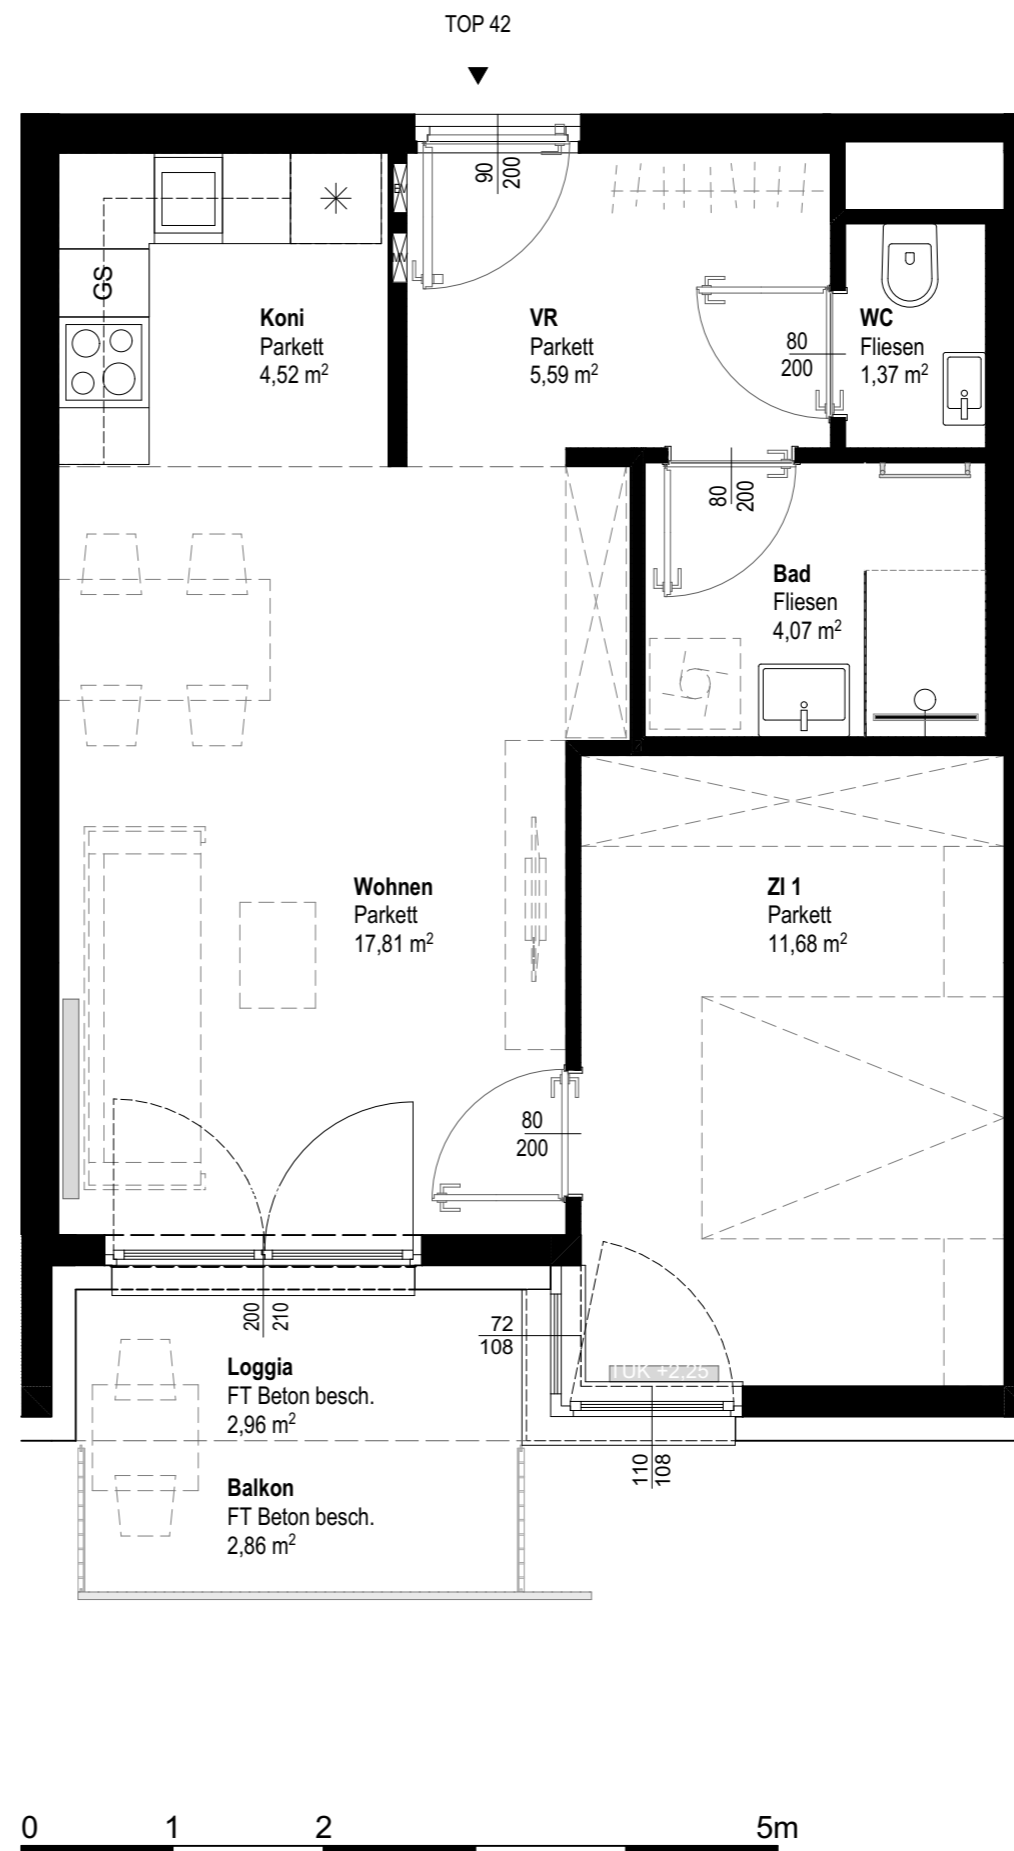 TOP 42
90
200
EV
MV
GS
Koni
Parkett
4,52 m²
VR
Parkett
5,59 m²
80
200
WC
Fliesen
1,37 m²
80
200
Bad
Fliesen
4,07 m²
Wohnen
Parkett
17,81 m²
ZI 1
Parkett
11,68 m²
80
200
200
210
72
108
TUK +2,25
110
108
Loggia
FT Beton besch.
2,96 m²
Balkon
FT Beton besch.
2,86 m²
0 1 2 5m